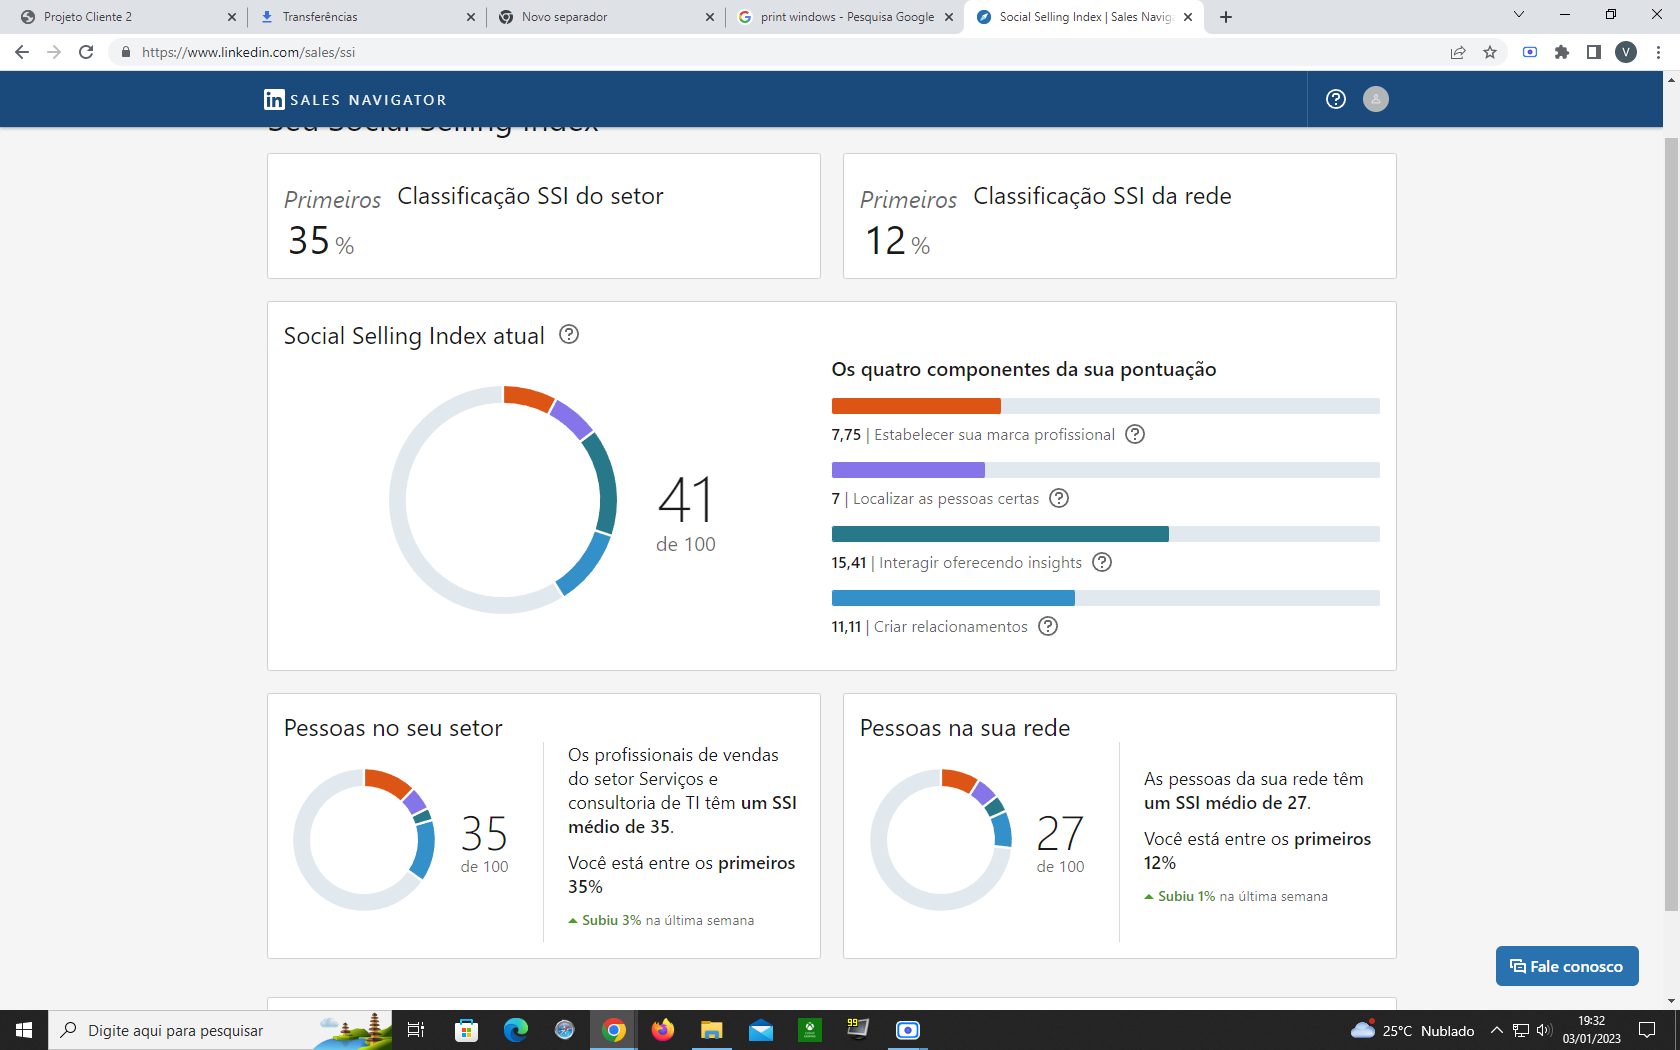 Projeto Cliente 2
Transferências
Novo separador
print windows - Pesquisa Google
Social Selling Index | Sales Navig
https://www.linkedin.com/sales/ssi
V
in SALES NAVIGATOR
Seu Social Selling Index
Primeiros Classificação SSI do setor
35 %
Primeiros Classificação SSI da rede
12 %
Social Selling Index atual
41
de 100
Os quatro componentes da sua pontuação
7,75 | Estabelecer sua marca profissional
7 | Localizar as pessoas certas
15,41 | Interagir oferecendo insights
11,11 | Criar relacionamentos
Pessoas no seu setor
35
de 100
Os profissionais de vendas
do setor Serviços e
consultoria de TI têm um SSI
médio de 35.
Você está entre os primeiros
35%
Subiu 3% na última semana
Pessoas na sua rede
27
de 100
As pessoas da sua rede têm
um SSI médio de 27.
Você está entre os primeiros
12%
Subiu 1% na última semana
Fale conosco
Digite aqui para pesquisar
99
25°C Nublado
19:32
03/01/2023